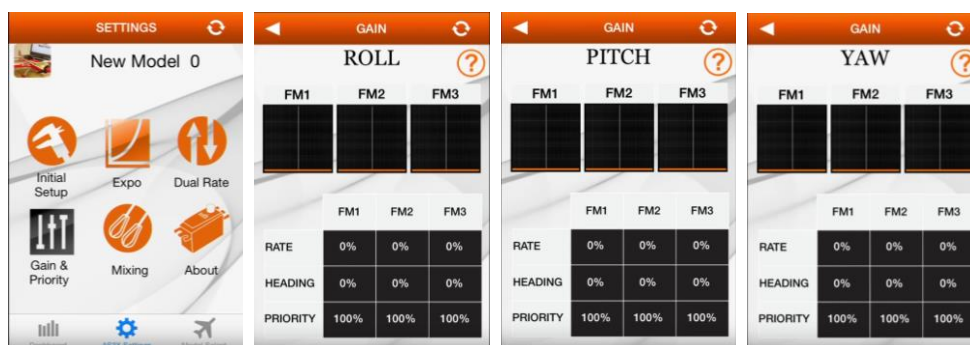 SETTINGS
New Model 0
Initial
Setup
Expo
Dual Rate
Gain &
Priority
Mixing
About
GAIN
ROLL
?
FM1 FM2 FM3
FM1 FM2 FM3
RATE 0% 0% 0%
HEADING 0% 0% 0%
PRIORITY 100% 100% 100%
GAIN
PITCH
?
FM1 FM2 FM3
FM1 FM2 FM3
RATE 0% 0% 0%
HEADING 0% 0% 0%
PRIORITY 100% 100% 100%
GAIN
YAW
?
FM1 FM2 FM3
FM1 FM2 FM3
RATE 0% 0% 0%
HEADING 0% 0% 0%
PRIORITY 100% 100% 100%